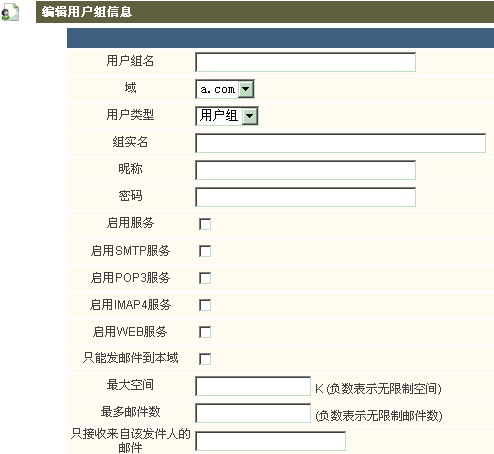 编辑用户组信息
用户组名
域 a.com
用户类型 用户组
组实名
昵称
密码
启用服务
启用SMTP服务
启用POP3服务
启用IMAP4服务
启用WEB服务
只能发邮件到本域
最大空间 K (负数表示无限制空间)
最多邮件数 (负数表示无限制邮件数)
只接收来自该发件人的
邮件